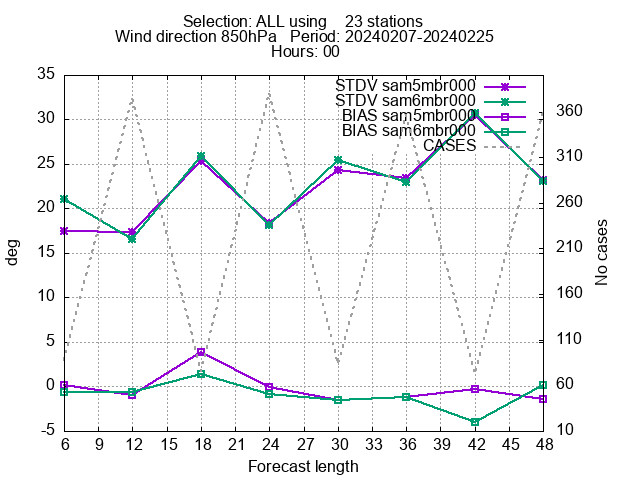 Selection: ALL using 23 stations
Wind direction 850hPa Period: 20240207-20240225
Hours: 00
STDV sam5mbr000
STDV sam6mbr000
BIAS sam5mbr000
BIAS sam6mbr000
CASES
35
30
25
20
15
10
5
0
-5
deg
360
310
260
210
160
110
60
10
No cases
6 9 12 15 18 21 24 27 30 33 36 39 42 45 48
Forecast length